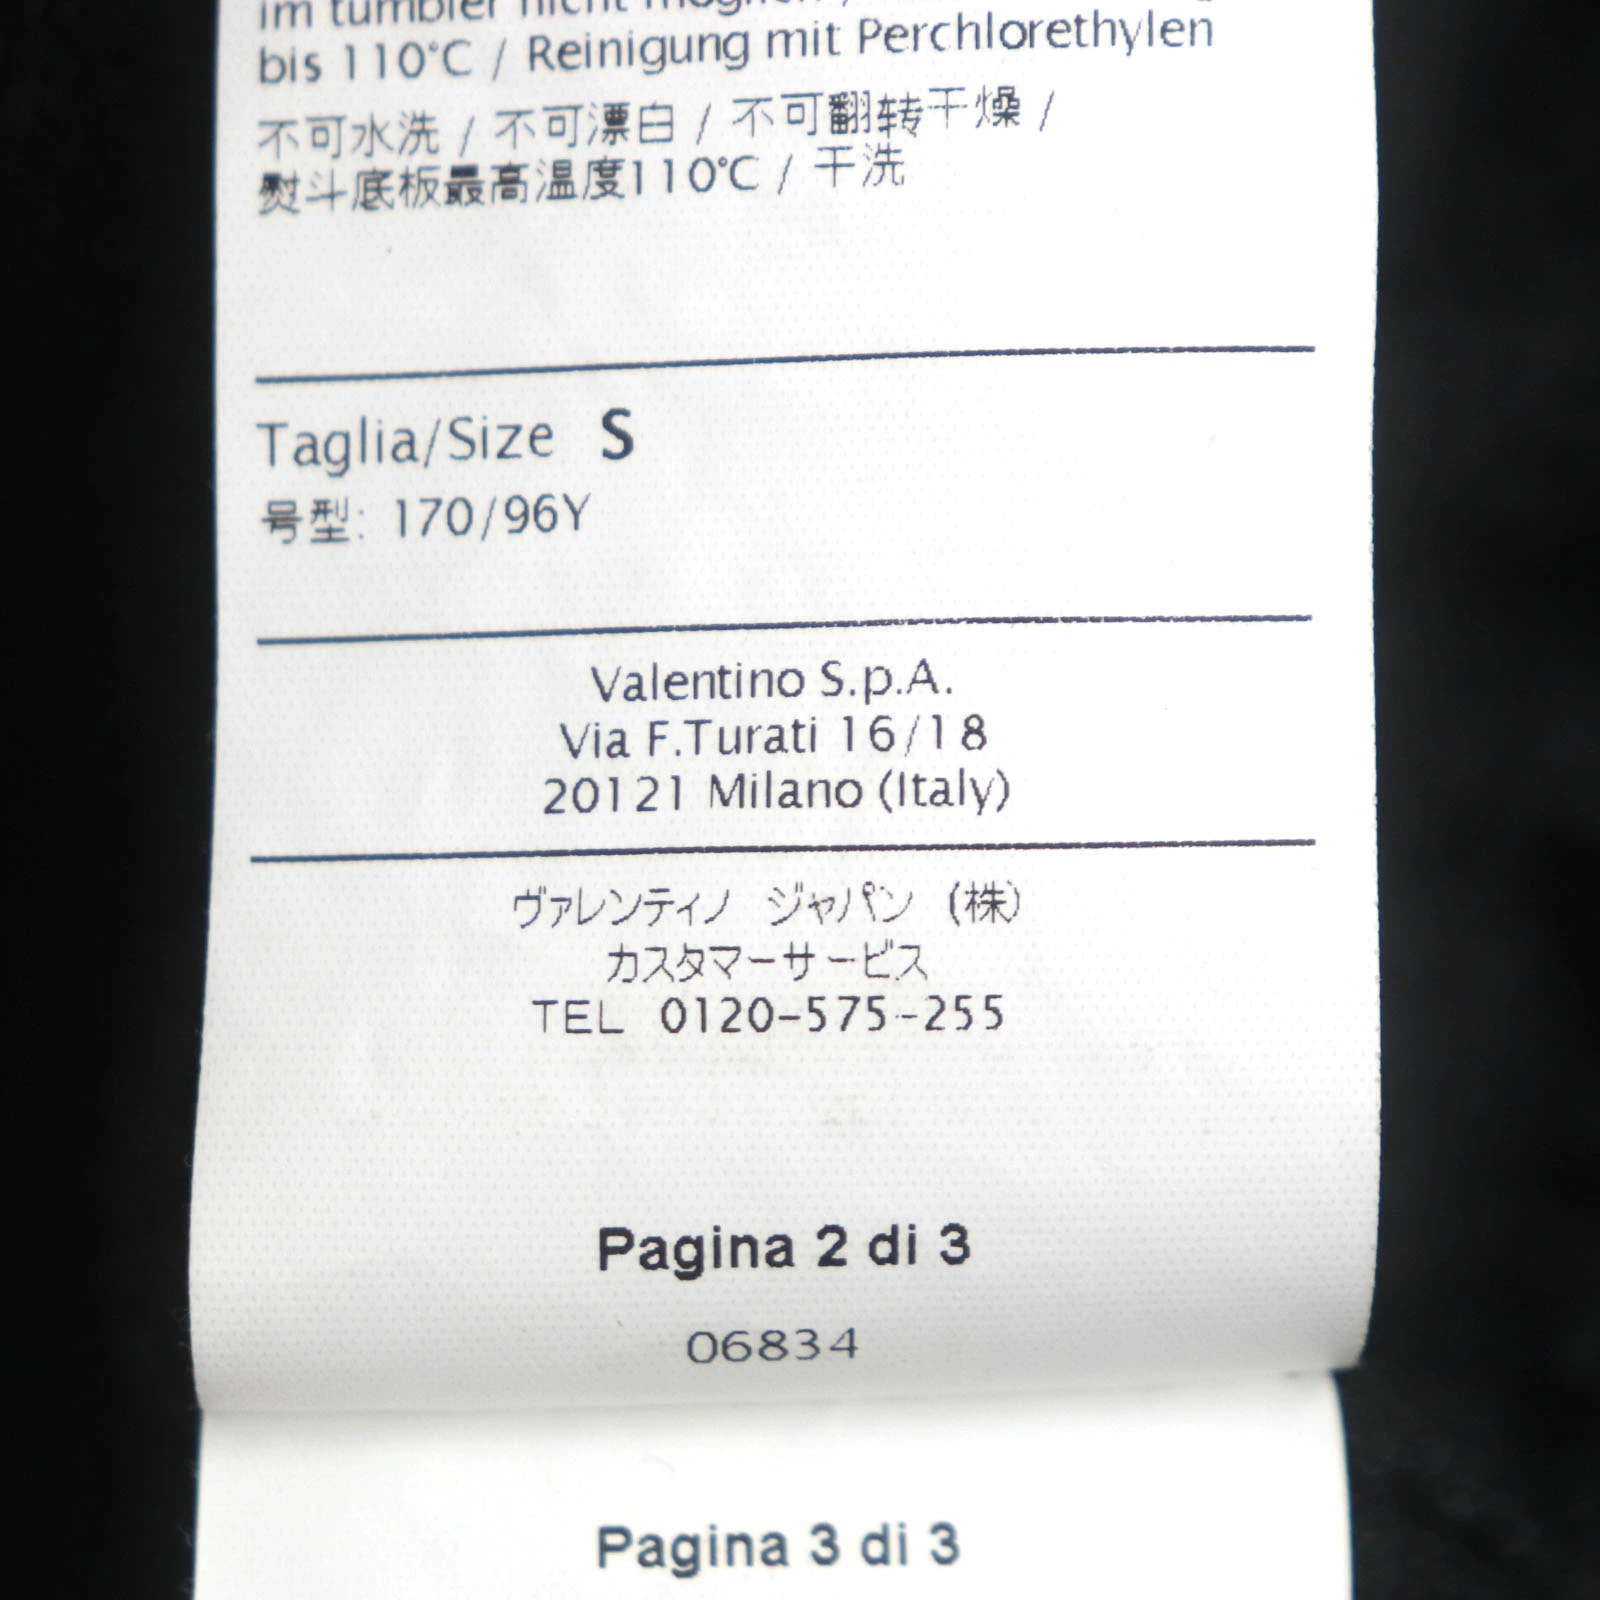 im tumbler nicht möglich /
bis 110°C / Reinigung mit Perchlorethylen
不可水洗 / 不可漂白 / 不可翻转干燥 /
熨斗底板最高温度110℃ / 干洗
Taglia/Size S
号型: 170/96Y
Valentino S.p.A.
Via F.Turati 16/18
20121 Milano (Italy)
ヴァレンティノ ジャパン (株)
カスタマーサービス
TEL 0120-575-255
Pagina 2 di 3
06834
Pagina 3 di 3